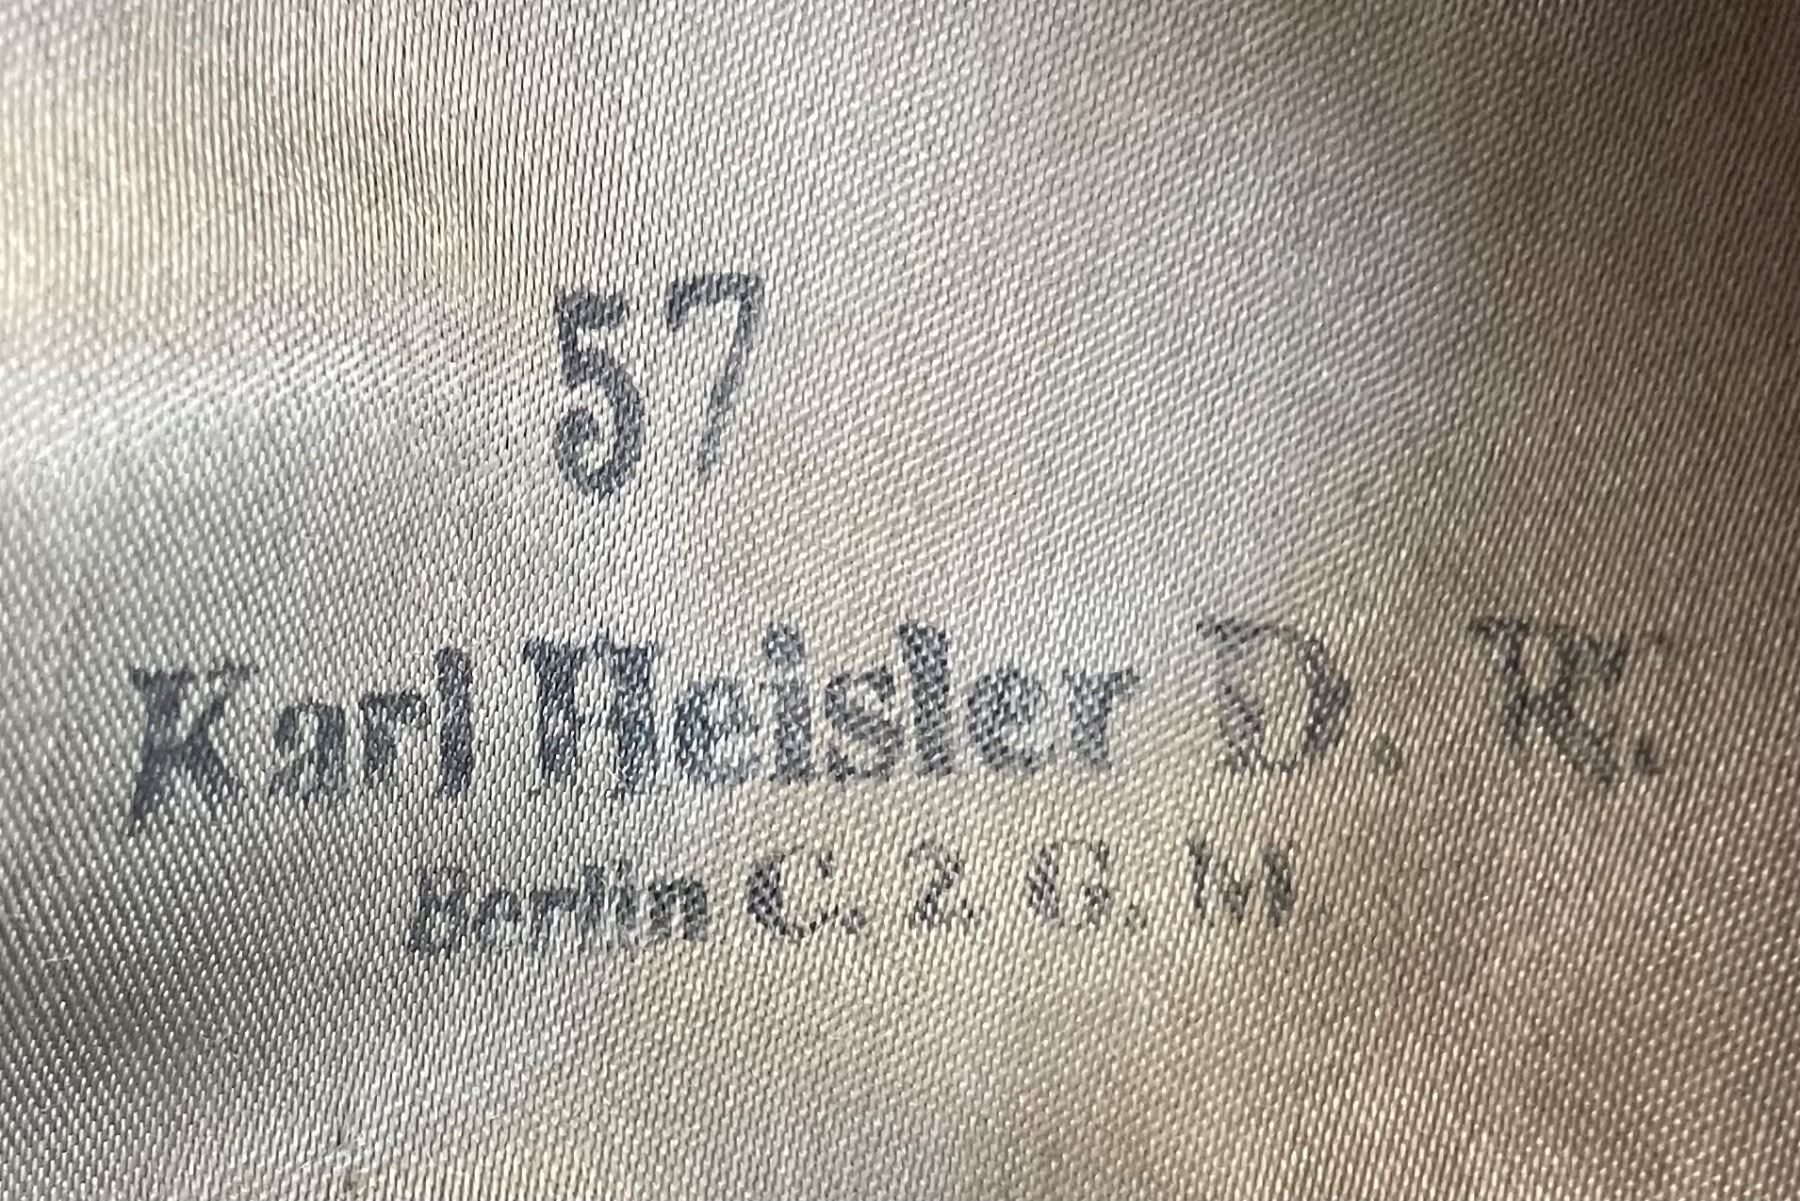 57
Karl Heisler D. R.
Berlin C. 2. G. M.